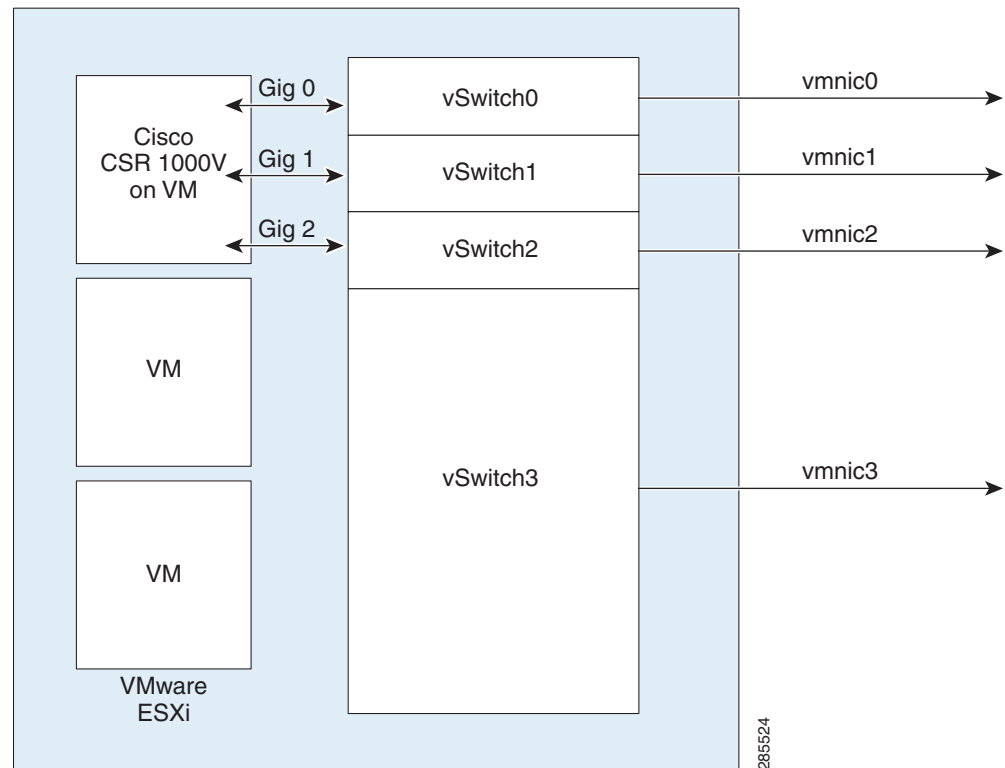 Cisco
CSR 1000V
on VM
Gig 0
Gig 1
Gig 2
vSwitch0
vSwitch1
vSwitch2
vSwitch3
vmnic0
vmnic1
vmnic2
vmnic3
VM
VM
VMware
ESXi
285524